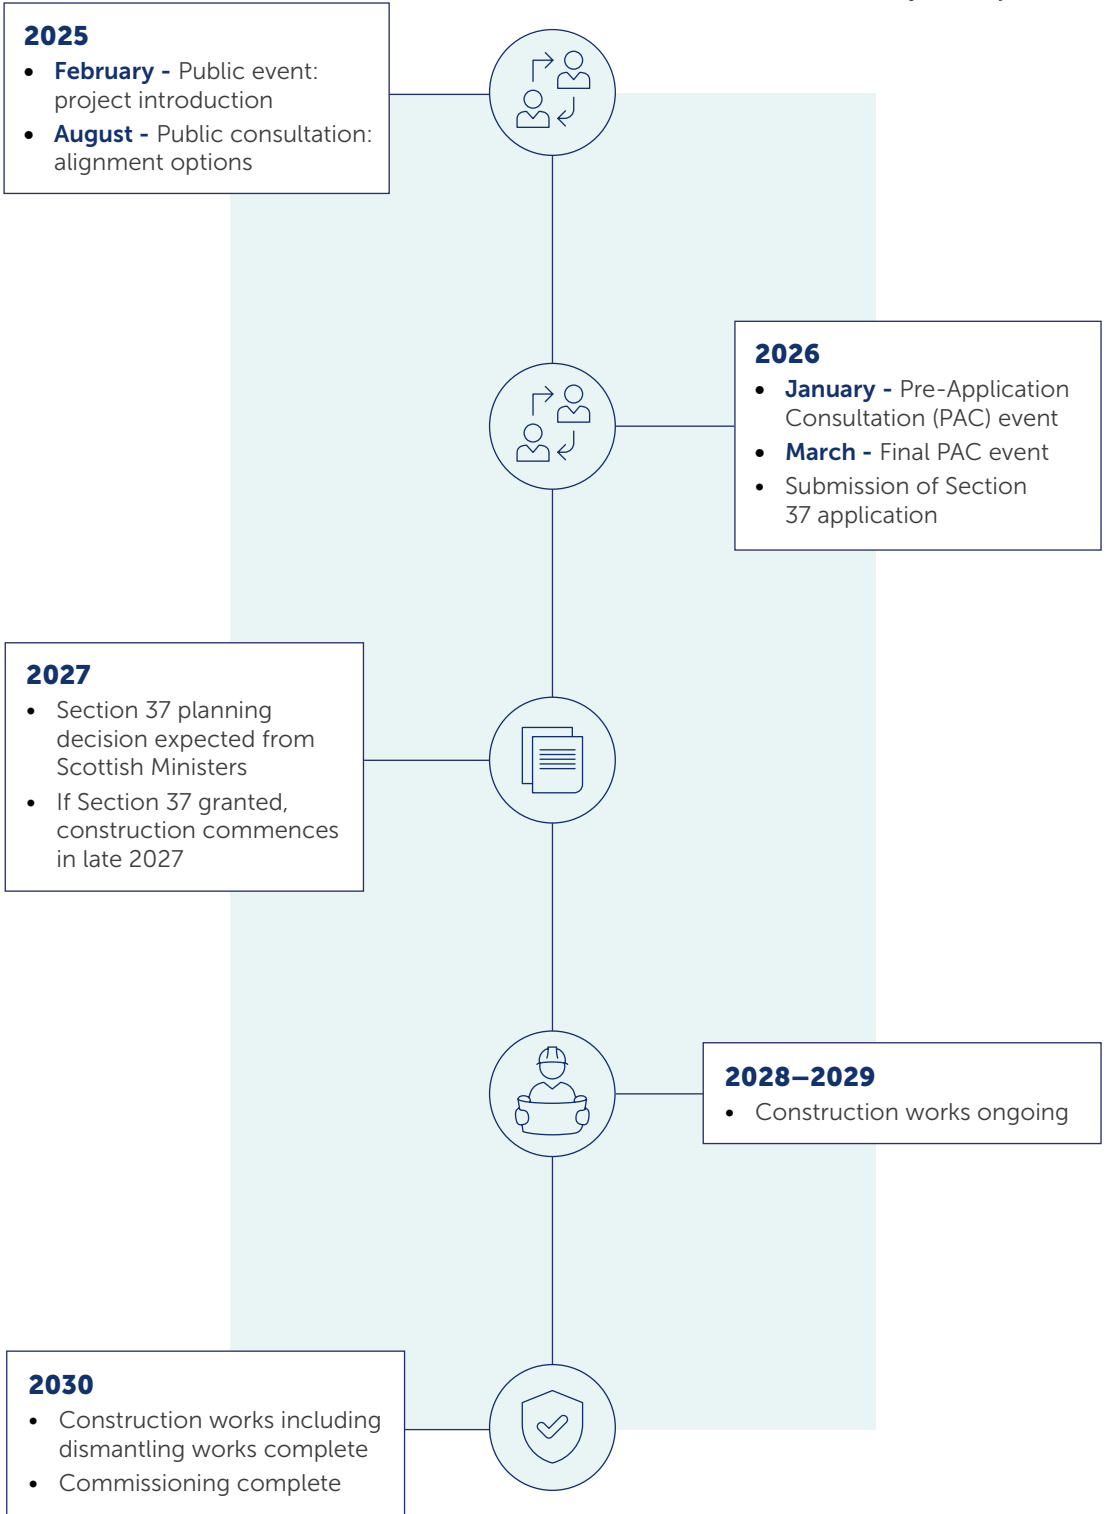 2025
• February - Public event:
project introduction
• August - Public consultation:
alignment options
2026
• January - Pre-Application
Consultation (PAC) event
• March - Final PAC event
• Submission of Section
37 application
2027
• Section 37 planning
decision expected from
Scottish Ministers
• If Section 37 granted,
construction commences
in late 2027
2028–2029
• Construction works ongoing
2030
• Construction works including
dismantling works complete
• Commissioning complete